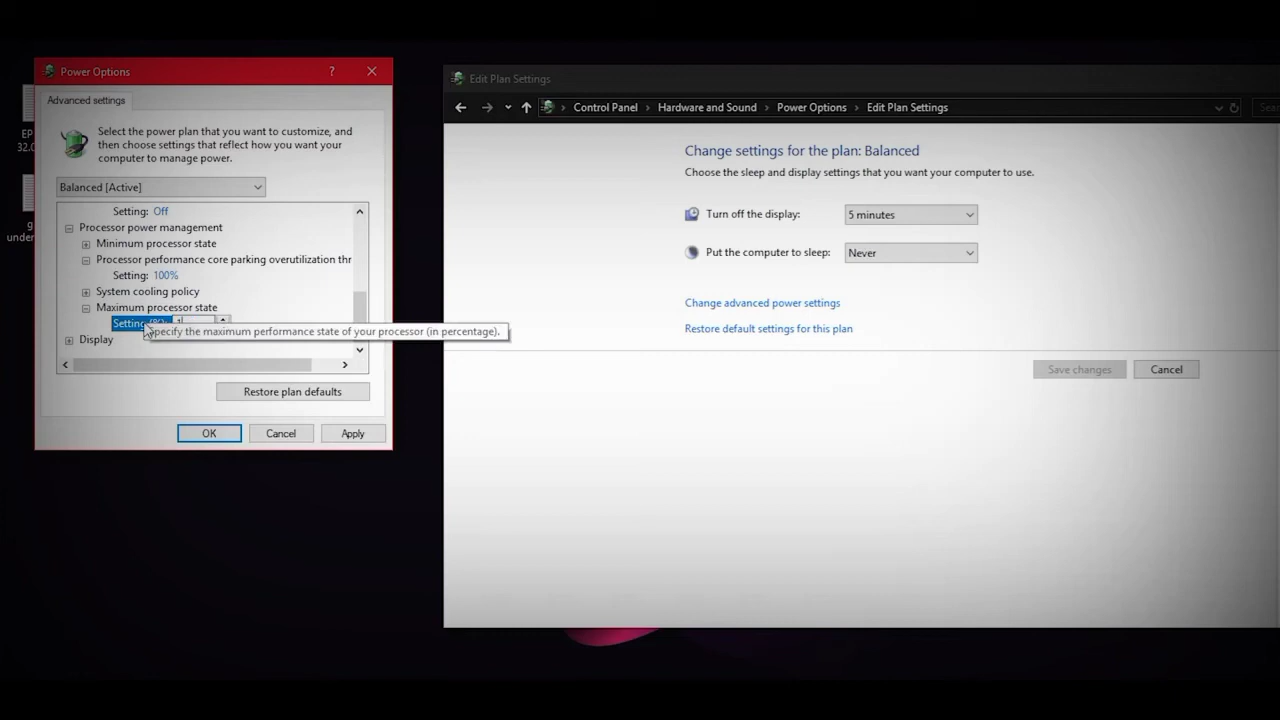 Power Options
?
Advanced settings
Select the power plan that you want to customize, and
then choose settings that reflect how you want your
computer to manage power.
Balanced [Active]
Setting: Off
Processor power management
Minimum processor state
Processor performance core parking overutilization thr
Setting: 100%
System cooling policy
Maximum processor state
Setting
specify the maximum performance state of your processor (in percentage).
Display
Restore plan defaults
OK
Cancel
Apply
EP
32.0
g
under
Edit Plan Settings
Control Panel > Hardware and Sound > Power Options > Edit Plan Settings
Sea
Change settings for the plan: Balanced
Choose the sleep and display settings that you want your computer to use.
Turn off the display: 5 minutes
Put the computer to sleep: Never
Change advanced power settings
Restore default settings for this plan
Save changes
Cancel